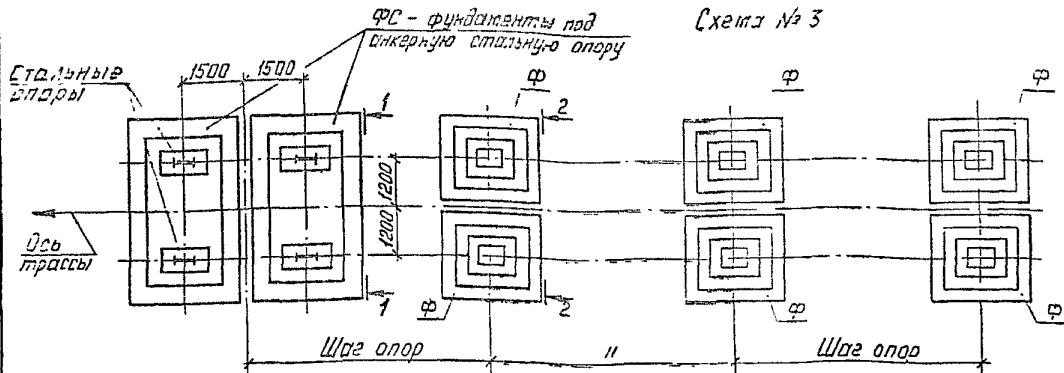 ФС - фундаменты под
анкерную стальную опору
Схема № 3
Стальные
опоры
1500
1500
1
2
Ф
Ф
Ф
1200
1200
Ось
трассы
1
2
Ф
Ф
Ф
Шаг опор
"
Шаг опор